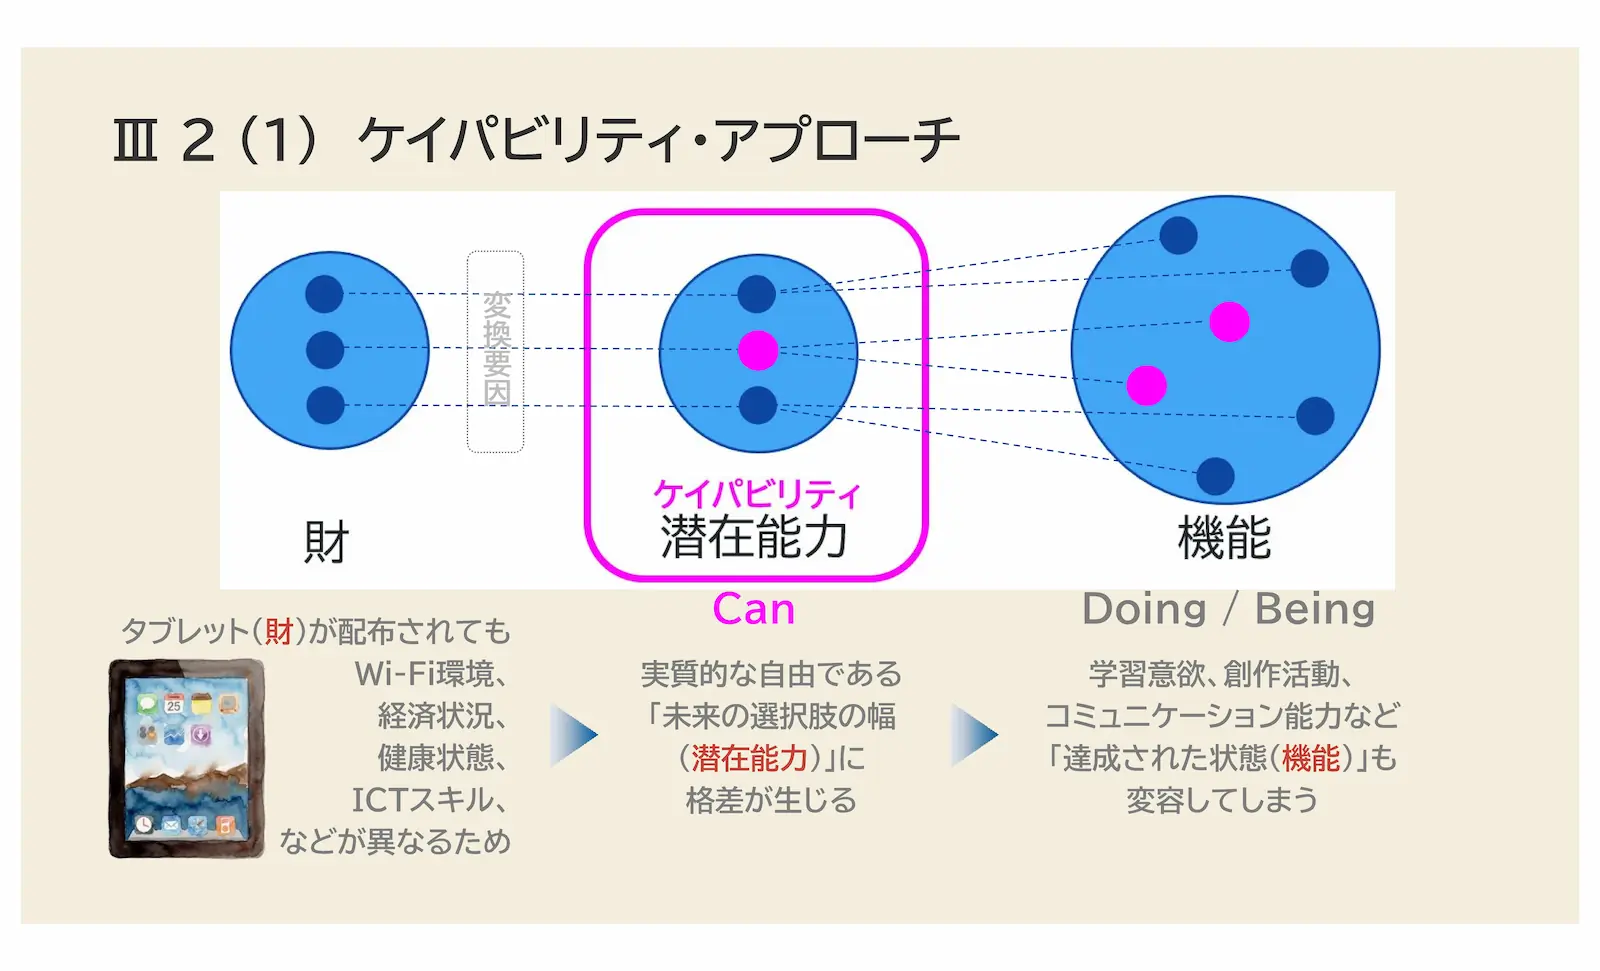 Ⅲ 2 (1) ケイパビリティ・アプローチ
変換要因
財
ケイパビリティ
潜在能力
機能
Can
Doing / Being
タブレット(財)が配布されても
Wi-Fi環境、
経済状況、
健康状態、
ICTスキル、
などが異なるため
25
実質的な自由である
「未来の選択肢の幅
(潜在能力)」に
格差が生じる
学習意欲、創作活動、
コミュニケーション能力など
「達成された状態(機能)」も
変容してしまう